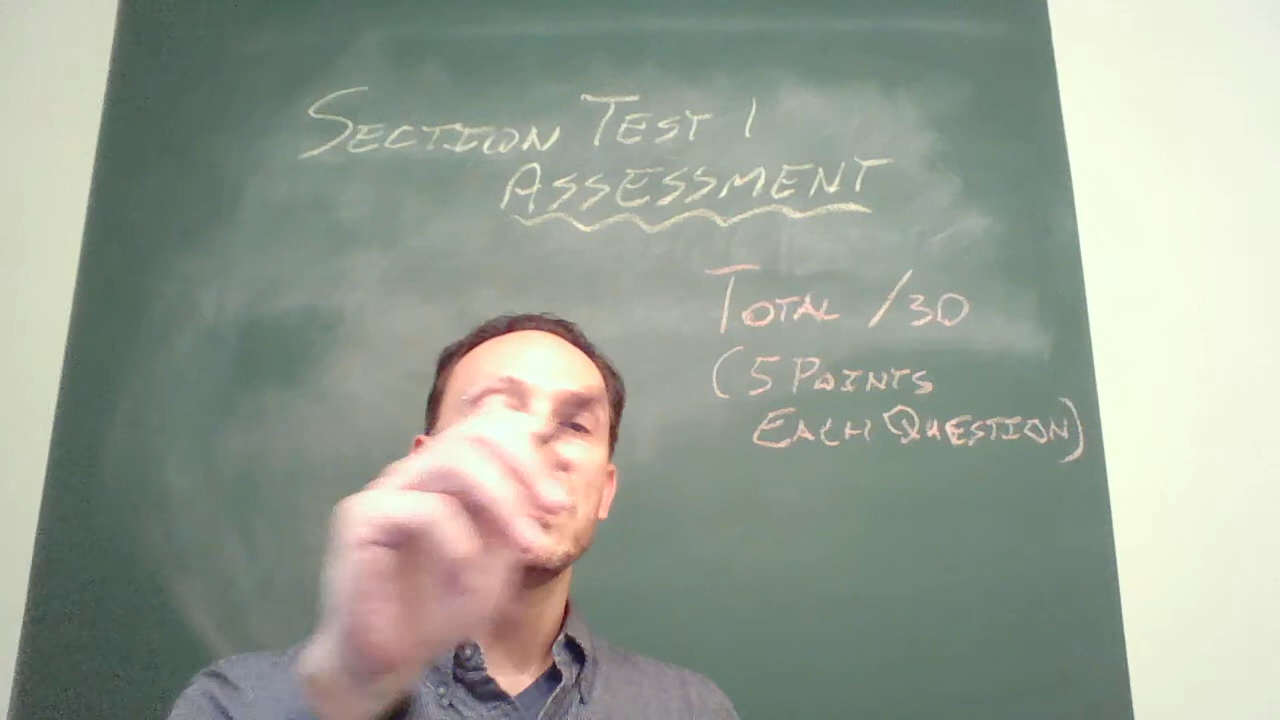 SECTION TEST 1
ASSESSMENT
TOTAL /30
(5 POINTS
EACH QUESTION)